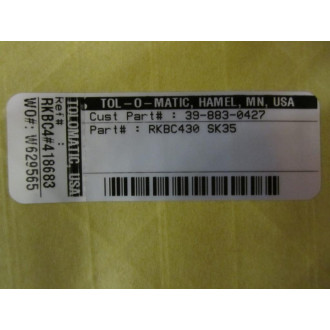 TOL-O-MATIC, HAMEL, MN, USA
Cust Part# : 39-883-0427
Part# : RKBC430 SK35
TOLOMATIC USA
Ref# :
RKBC4#418683
WO#: W629565